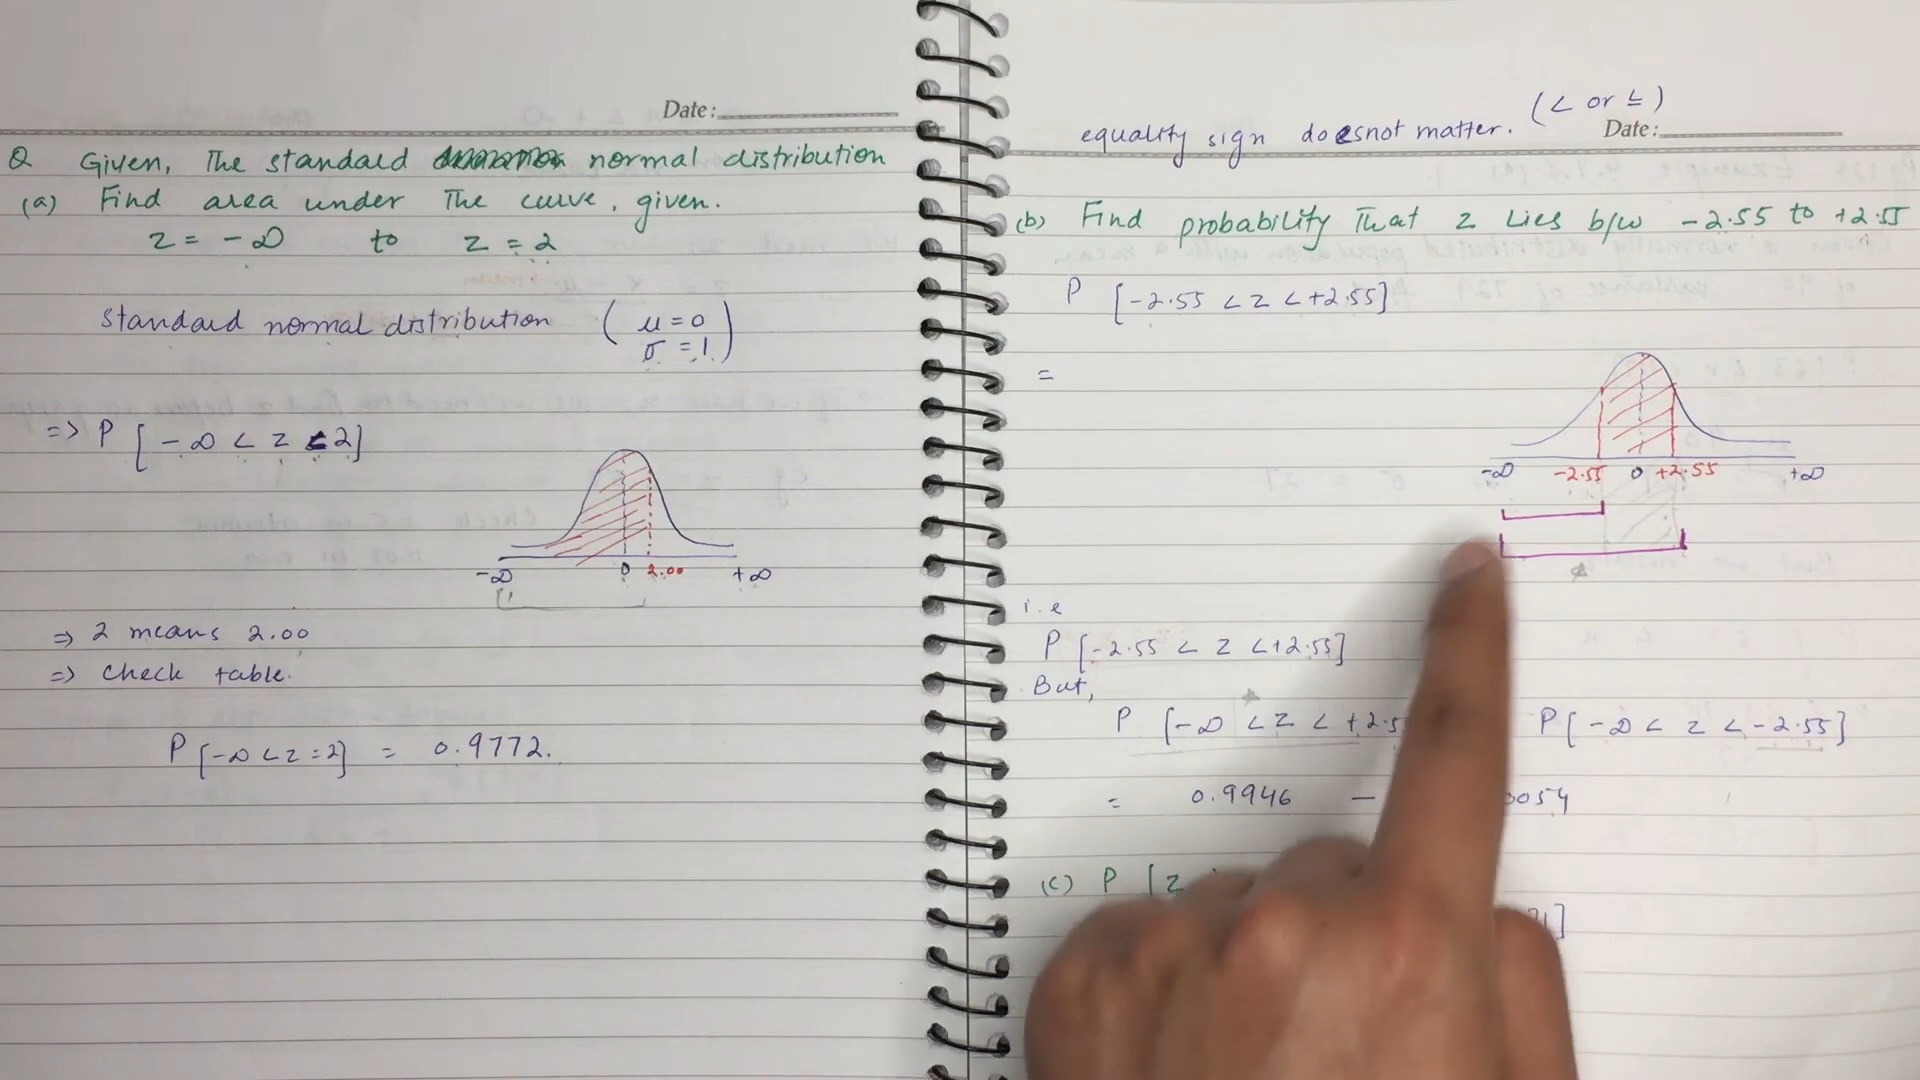 Date:
Q Given, The standard normal distribution
(a) Find area under The curve, given.
z = -∞ to z = 2
standard normal distribution ( μ = 0
σ = 1 )
=> P [ -∞ < z < 2 ]
-∞ 0 2.00 +∞
⇒ 2 means 2.00
⇒ check table.
P [ -∞ < z = 2 ] = 0.9772.
(< or ≤)
equality sign does not matter.
Date:
(b) Find probability That z Lies b/w -2.55 to +2.55
P [ -2.55 < z < +2.55 ]
=
-∞ -2.55 0 +2.55 +∞
i.e
P [ -2.55 < z < +2.55 ]
But,
P [ -∞ < z < +2.5 P [ -∞ < z < -2.55 ]
= 0.9946 - 0054
(c) P [ z